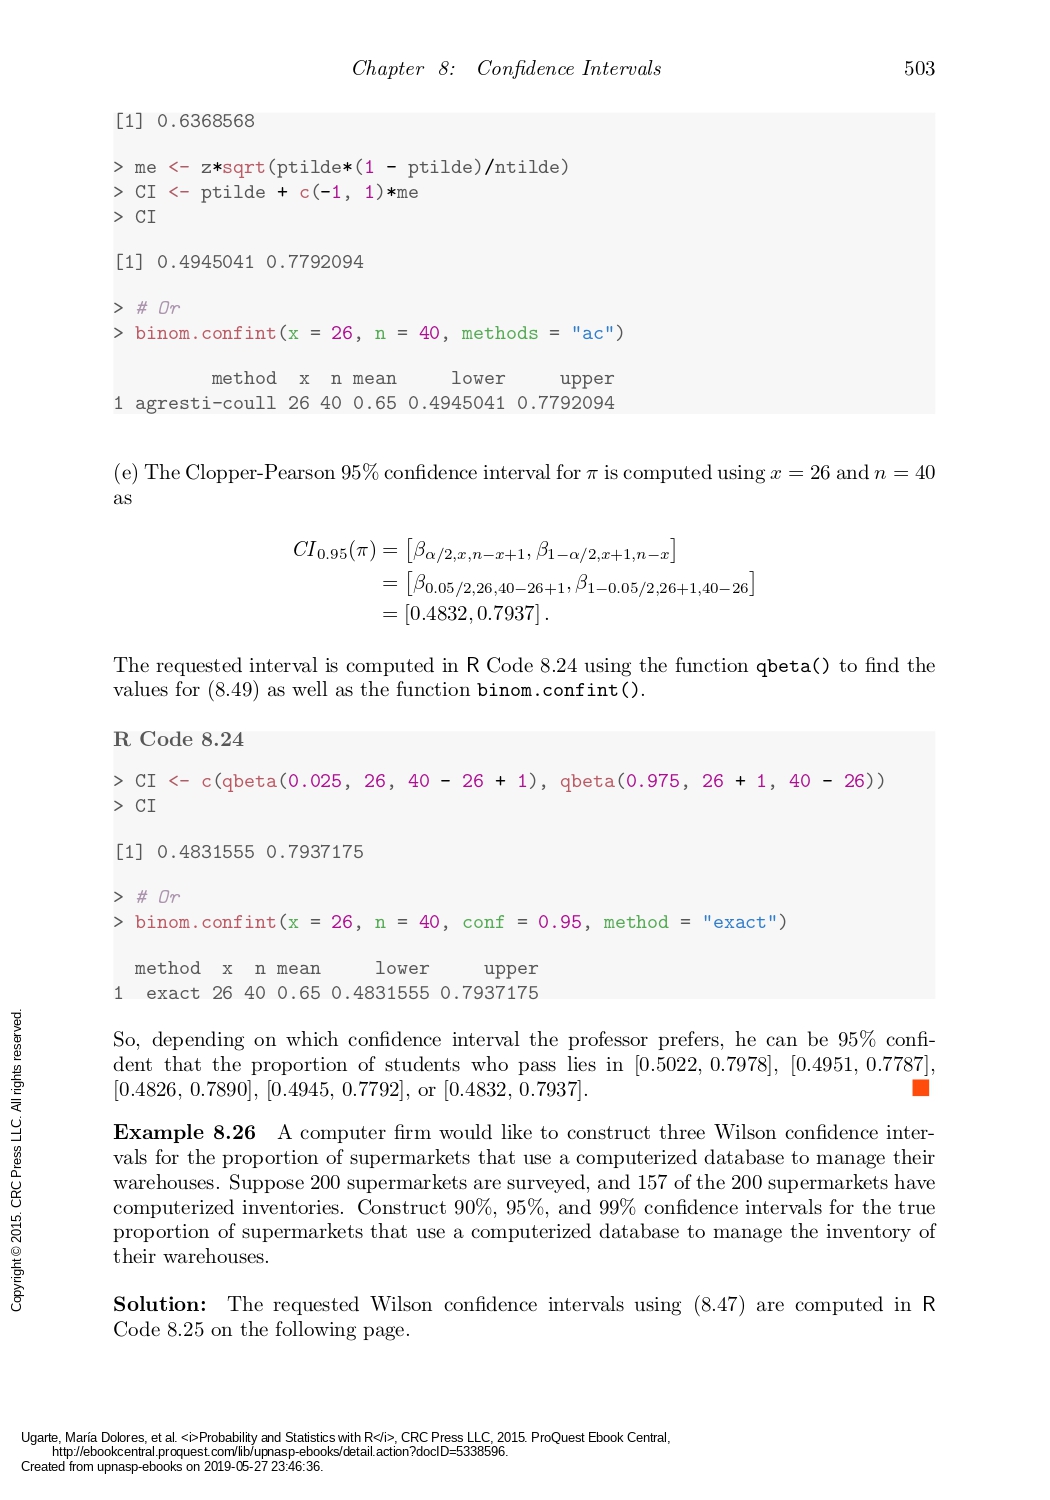 Chapter 8: Confidence Intervals 503
[1] 0.6368568
> me <- z*sqrt(ptilde*(1 - ptilde)/ntilde)
> CI <- ptilde + c(-1, 1)*me
> CI
[1] 0.4945041 0.7792094
> # Or
> binom.confint(x = 26, n = 40, methods = "ac")
method x n mean lower upper
1 agresti-coull 26 40 0.65 0.4945041 0.7792094
(e) The Clopper-Pearson 95% confidence interval for π is computed using x = 26 and n = 40
as
CI₀.₉₅(π) = [β_{α/2,x,n−x+1}, β_{1−α/2,x+1,n−x}]
= [β_{0.05/2,26,40−26+1}, β_{1−0.05/2,26+1,40−26}]
= [0.4832, 0.7937] .
The requested interval is computed in R Code 8.24 using the function qbeta() to find the
values for (8.49) as well as the function binom.confint().
R Code 8.24
> CI <- c(qbeta(0.025, 26, 40 - 26 + 1), qbeta(0.975, 26 + 1, 40 - 26))
> CI
[1] 0.4831555 0.7937175
> # Or
> binom.confint(x = 26, n = 40, conf = 0.95, method = "exact")
method x n mean lower upper
1 exact 26 40 0.65 0.4831555 0.7937175
So, depending on which confidence interval the professor prefers, he can be 95% confi-
dent that the proportion of students who pass lies in [0.5022, 0.7978], [0.4951, 0.7787],
[0.4826, 0.7890], [0.4945, 0.7792], or [0.4832, 0.7937].
Example 8.26 A computer firm would like to construct three Wilson confidence inter-
vals for the proportion of supermarkets that use a computerized database to manage their
warehouses. Suppose 200 supermarkets are surveyed, and 157 of the 200 supermarkets have
computerized inventories. Construct 90%, 95%, and 99% confidence intervals for the true
proportion of supermarkets that use a computerized database to manage the inventory of
their warehouses.
Solution: The requested Wilson confidence intervals using (8.47) are computed in R
Code 8.25 on the following page.
Copyright © 2015. CRC Press LLC. All rights reserved.
Ugarte, María Dolores, et al. <i>Probability and Statistics with R</i>, CRC Press LLC, 2015. ProQuest Ebook Central,
http://ebookcentral.proquest.com/lib/upnasp-ebooks/detail.action?docID=5338596.
Created from upnasp-ebooks on 2019-05-27 23:46:36.